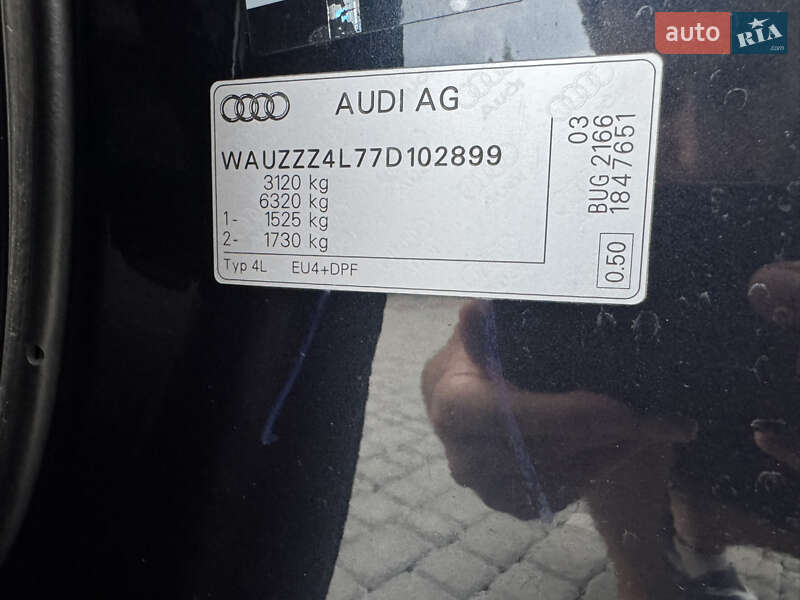 auto RIA
.com
AUDI AG
WAUZZZ4L77D102899
3120 kg
6320 kg
1- 1525 kg
2- 1730 kg
Typ 4L EU4+DPF
03
BUG 2166
1847651
0.50